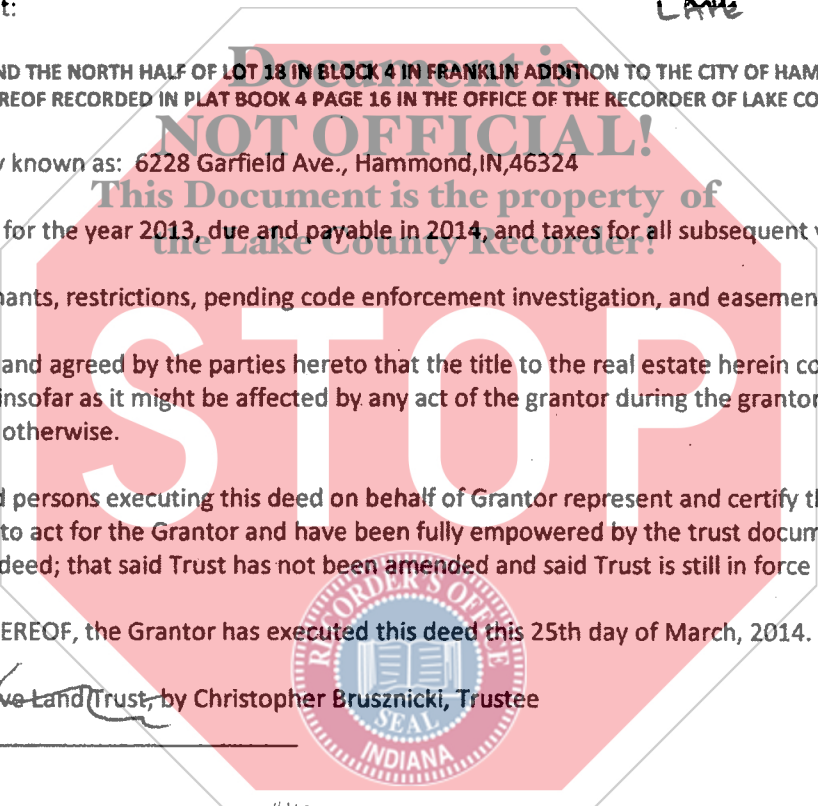 t:
LAKE
Document is
ND THE NORTH HALF OF LOT 18 IN BLOCK 4 IN FRANKLIN ADDITION TO THE CITY OF HAM
EREOF RECORDED IN PLAT BOOK 4 PAGE 16 IN THE OFFICE OF THE RECORDER OF LAKE CO
NOT OFFICIAL!
y known as: 6228 Garfield Ave., Hammond,IN,46324
This Document is the property of
for the year 2013, due and payable in 2014, and taxes for all subsequent y
the Lake County Recorder!
nants, restrictions, pending code enforcement investigation, and easemen
STOP
and agreed by the parties hereto that the title to the real estate herein co
insofar as it might be affected by any act of the grantor during the grantor
otherwise.
d persons executing this deed on behalf of Grantor represent and certify th
to act for the Grantor and have been fully empowered by the trust docum
deed; that said Trust has not been amended and said Trust is still in force
RECORDER'S OFFICE
EREOF, the Grantor has executed this deed this 25th day of March, 2014.
ve Land Trust, by Christopher Brusznicki, Trustee
SEAL
INDIANA